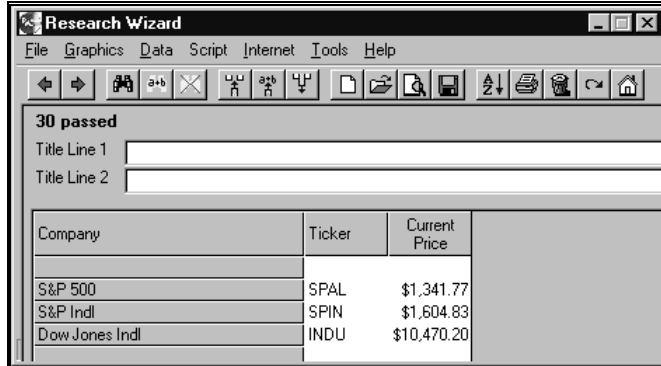 Research Wizard
File Graphics Data Script Internet Tools Help
a+b a+b
30 passed
Title Line 1
Title Line 2
Company Ticker Current Price
S&P 500 SPAL $1,341.77
S&P Indl SPIN $1,604.83
Dow Jones Indl INDU $10,470.20